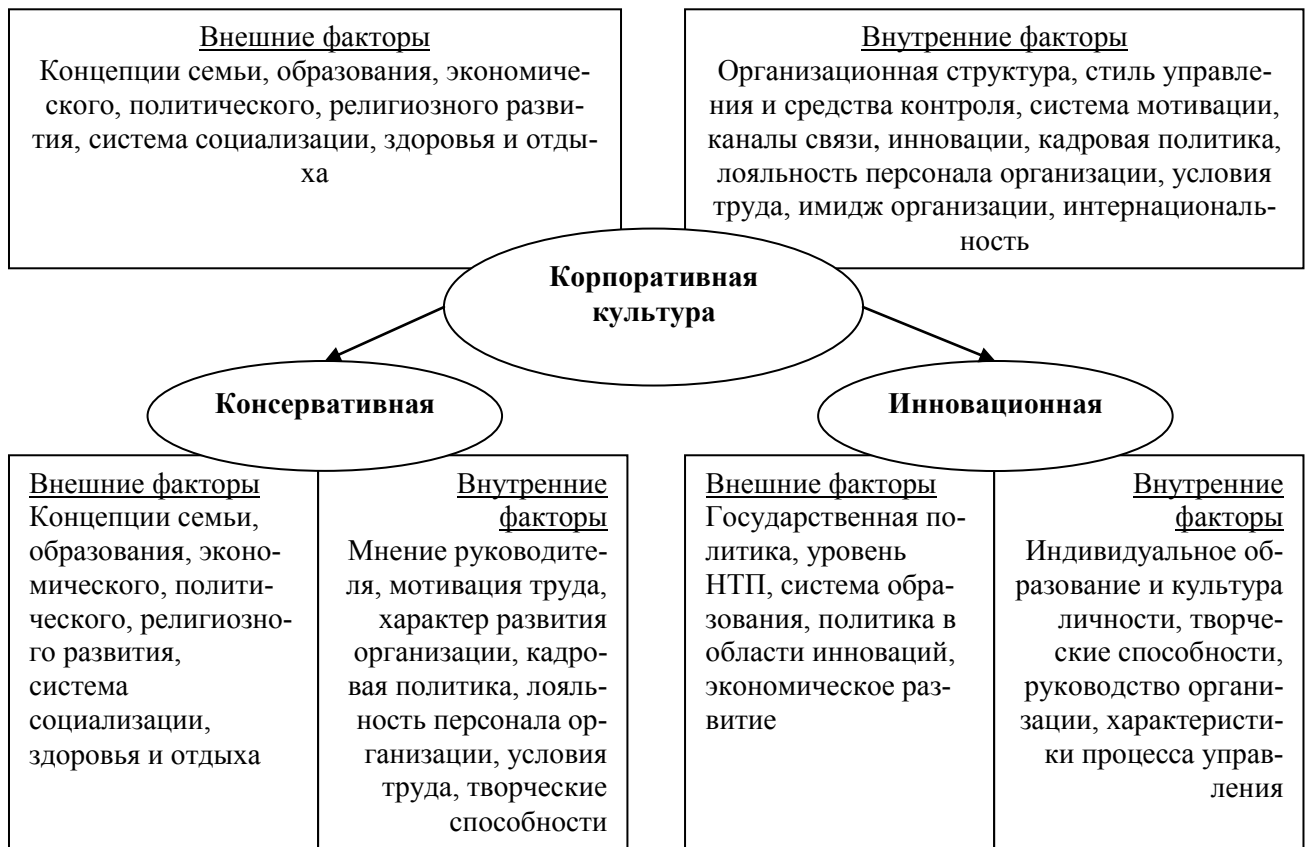 Внешние факторы
Концепции семьи, образования, экономиче-
ского, политического, религиозного разви-
тия, система социализации, здоровья и отды-
ха
Внутренние факторы
Организационная структура, стиль управле-
ния и средства контроля, система мотивации,
каналы связи, инновации, кадровая политика,
лояльность персонала организации, условия
труда, имидж организации, интернациональ-
ность
Корпоративная
культура
Консервативная
Инновационная
Внешние факторы
Концепции семьи,
образования, эконо-
мического, полити-
ческого, религиозно-
го развития,
система
социализации,
здоровья и отдыха
Внутренние
факторы
Мнение руководите-
ля, мотивация труда,
характер развития
организации, кадро-
вая политика, лояль-
ность персонала ор-
ганизации, условия
труда, творческие
способности
Внешние факторы
Государственная по-
литика, уровень
НТП, система обра-
зования, политика в
области инноваций,
экономическое раз-
витие
Внутренние
факторы
Индивидуальное об-
разование и культура
личности, творче-
ские способности,
руководство органи-
зации, характеристи-
ки процесса управ-
ления